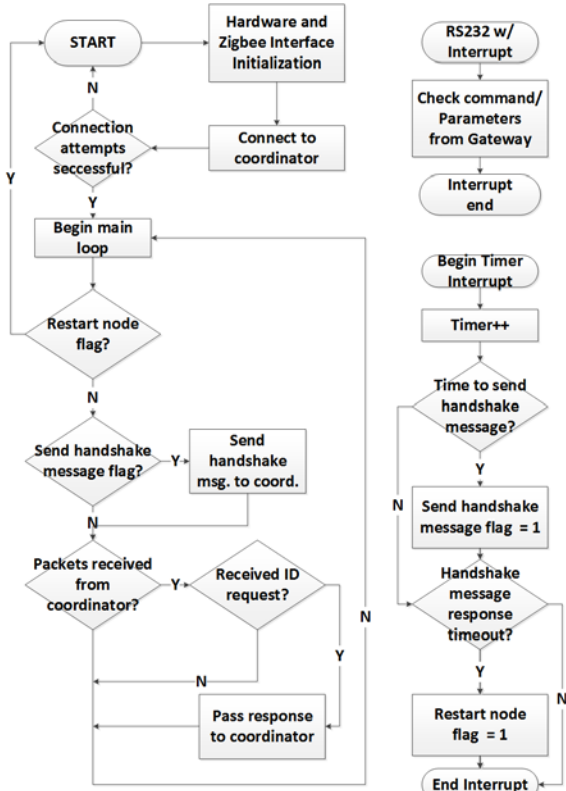 START
Hardware and
Zigbee Interface
Initialization
N
Connection
attempts
seccessful?
Connect to
coordinator
Y
Y
Begin main
loop
Restart node
flag?
N
Send handshake
message flag?
Y
Send
handshake
msg. to coord.
N
Packets received
from
coordinator?
Y
Received ID
request?
N
Y
N
Pass response
to coordinator
RS232 w/
Interrupt
Check command/
Parameters
from Gateway
Interrupt
end
Begin Timer
Interrupt
Timer++
Time to send
handshake
message?
Y
N
Send handshake
message flag = 1
Handshake
message
response
timeout?
Y
N
Restart node
flag = 1
End Interrupt